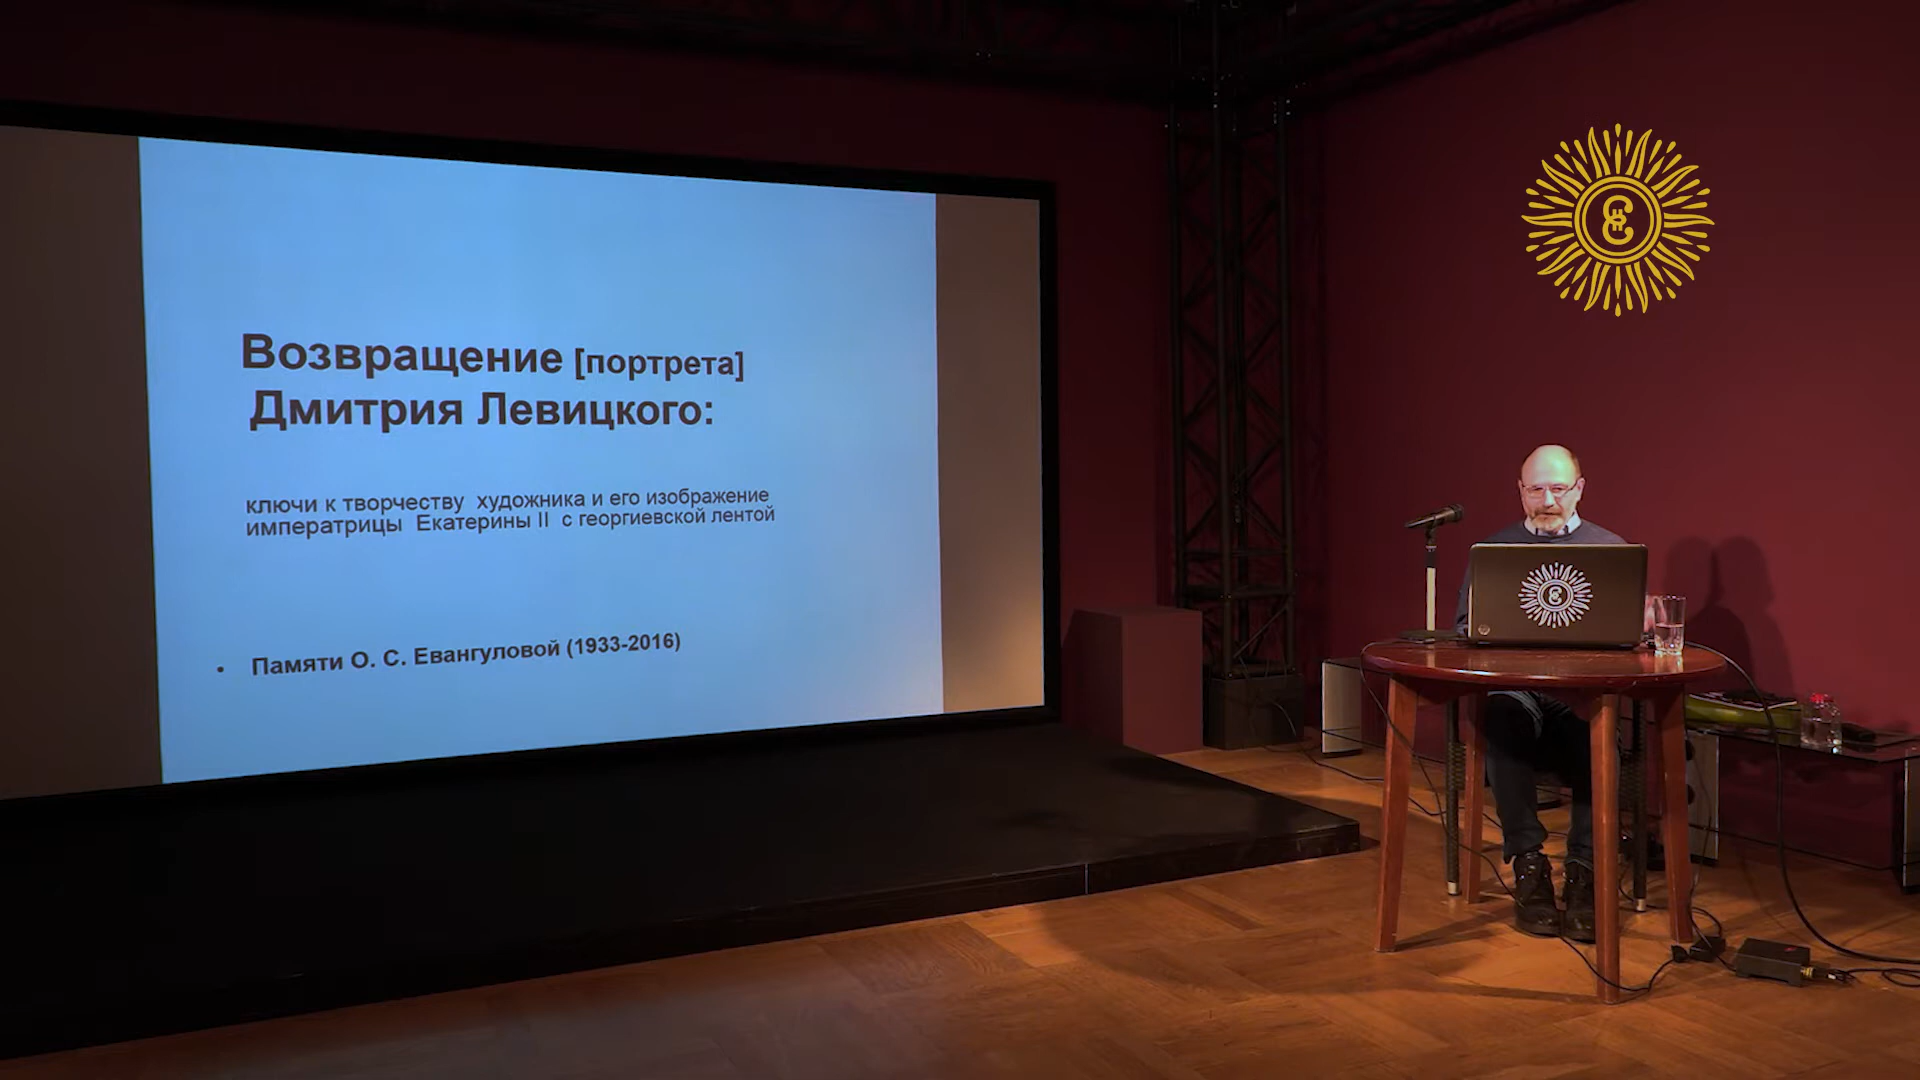 Возвращение [портрета]
Дмитрия Левицкого:
ключи к творчеству художника и его изображение
императрицы Екатерины II с георгиевской лентой
• Памяти О. С. Евангуловой (1933-2016)